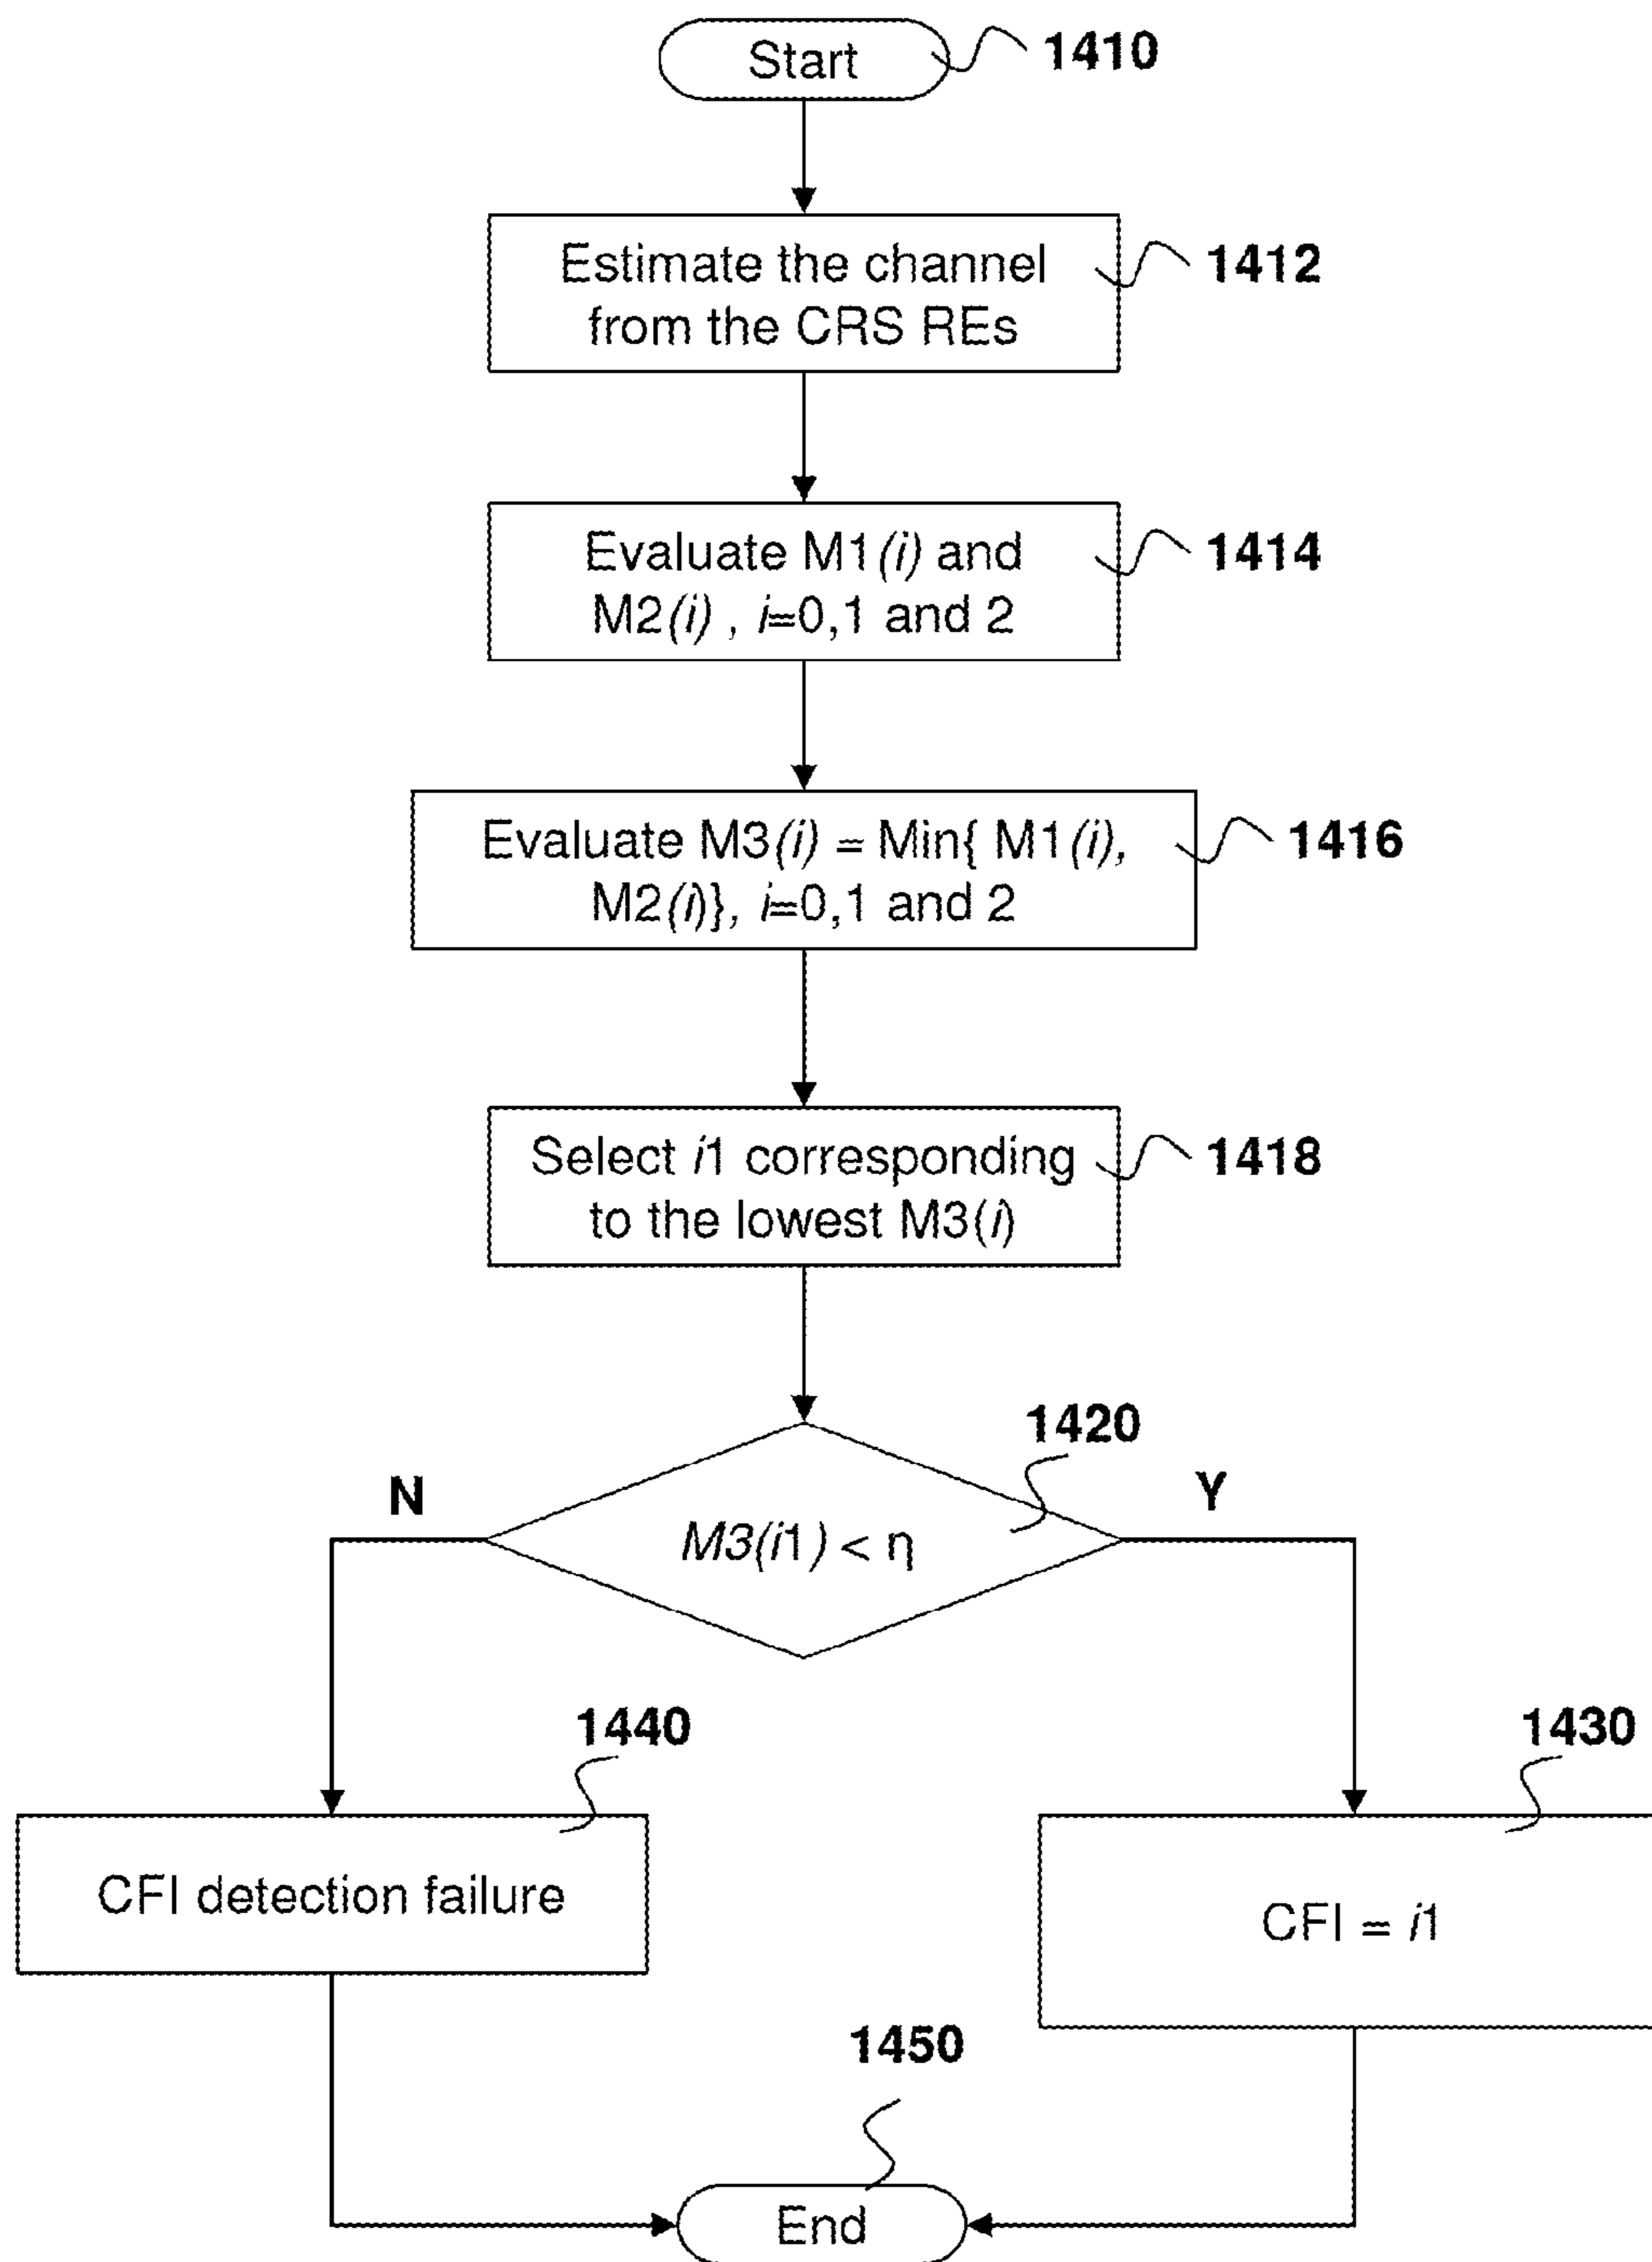 Start
1410
Estimate the channel
from the CRS REs
1412
Evaluate M1(i) and
M2(i) , i=0,1 and 2
1414
Evaluate M3(i) = Min{ M1(i),
M2(i)}, i=0,1 and 2
1416
Select i1 corresponding
to the lowest M3(i)
1418
1420
N
Y
M3(i1) < η
1440
1430
CFI detection failure
CFI = i1
1450
End